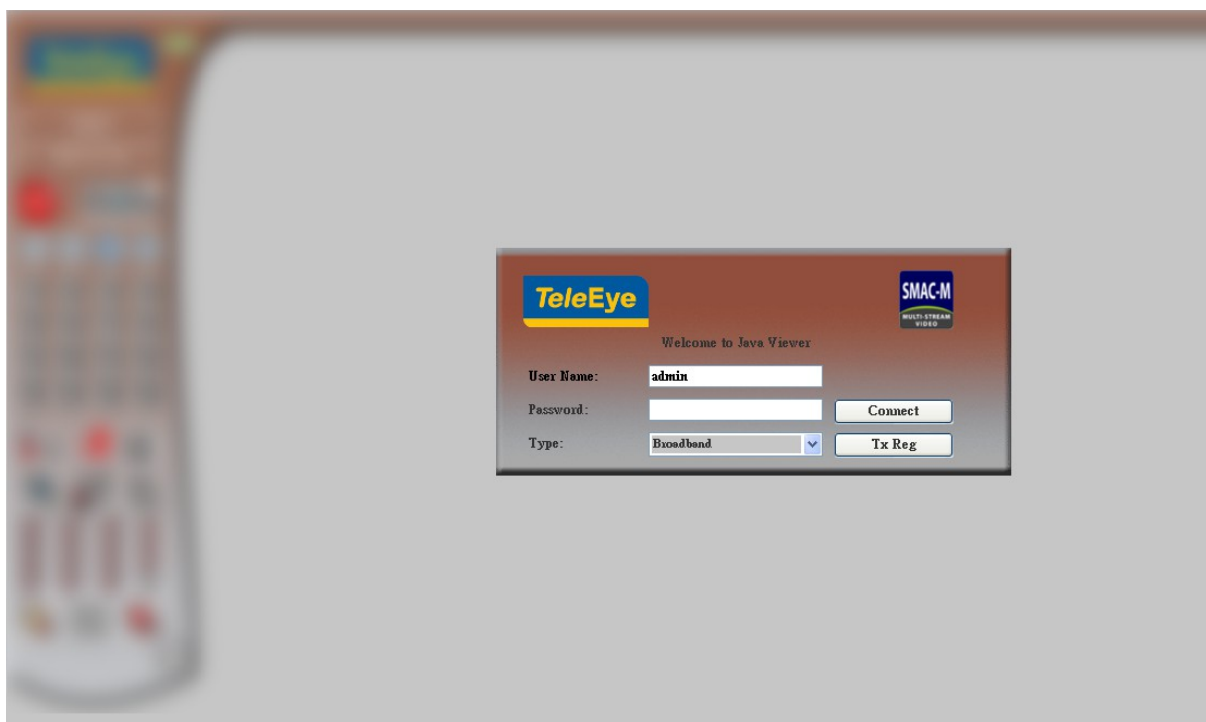 TeleEye
SMAC-M
MULTI-STREAM
VIDEO
Welcome to Java Viewer
User Name: admin
Password: Connect
Type: Broadband Tx Reg